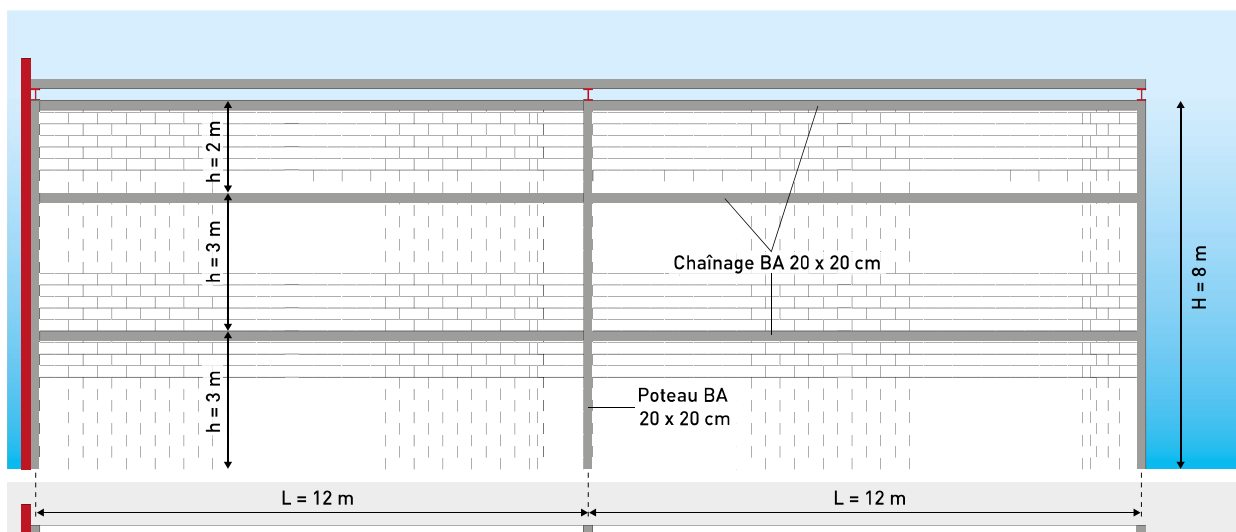 h = 2 m
h = 3 m
Chaînage BA 20 x 20 cm
H = 8 m
h = 3 m
Poteau BA
20 x 20 cm
L = 12 m
L = 12 m